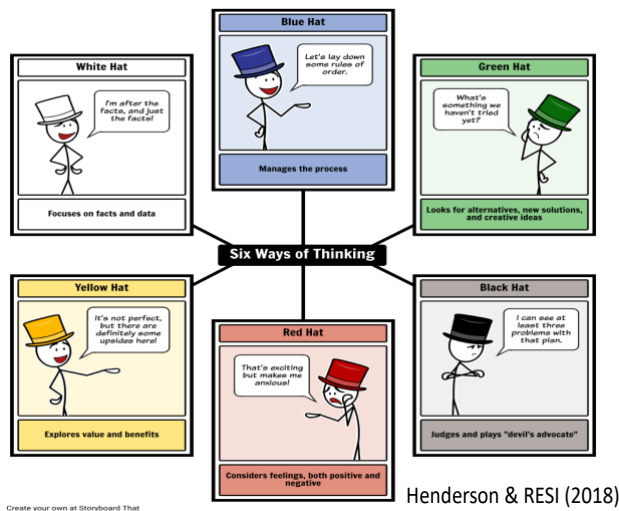 Blue Hat
Let's lay down
some rules of
order.
Manages the process
White Hat
I'm after the
facts, and just
the facts!
Focuses on facts and data
Green Hat
What's
something we
haven't tried
yet?
Looks for alternatives, new solutions,
and creative ideas
Six Ways of Thinking
Yellow Hat
It's not perfect,
but there are
definitely some
upsides here!
Explores value and benefits
Red Hat
That's exciting
but makes me
anxious!
Considers feelings, both positive and
negative
Black Hat
I can see at
least three
problems with
that plan.
Judges and plays "devil's advocate"
Henderson & RESI (2018)
Create your own at Storyboard That